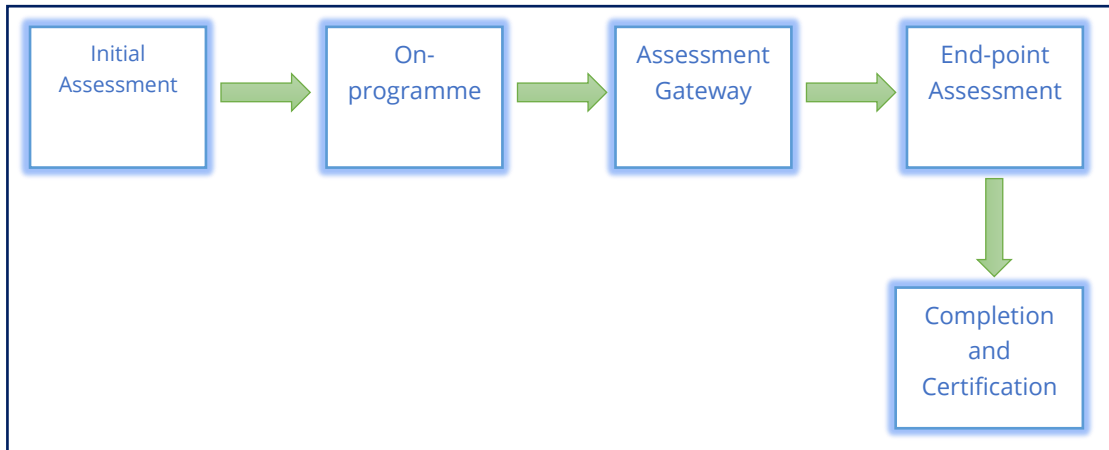 Initial
Assessment
On-
programme
Assessment
Gateway
End-point
Assessment
Completion
and
Certification